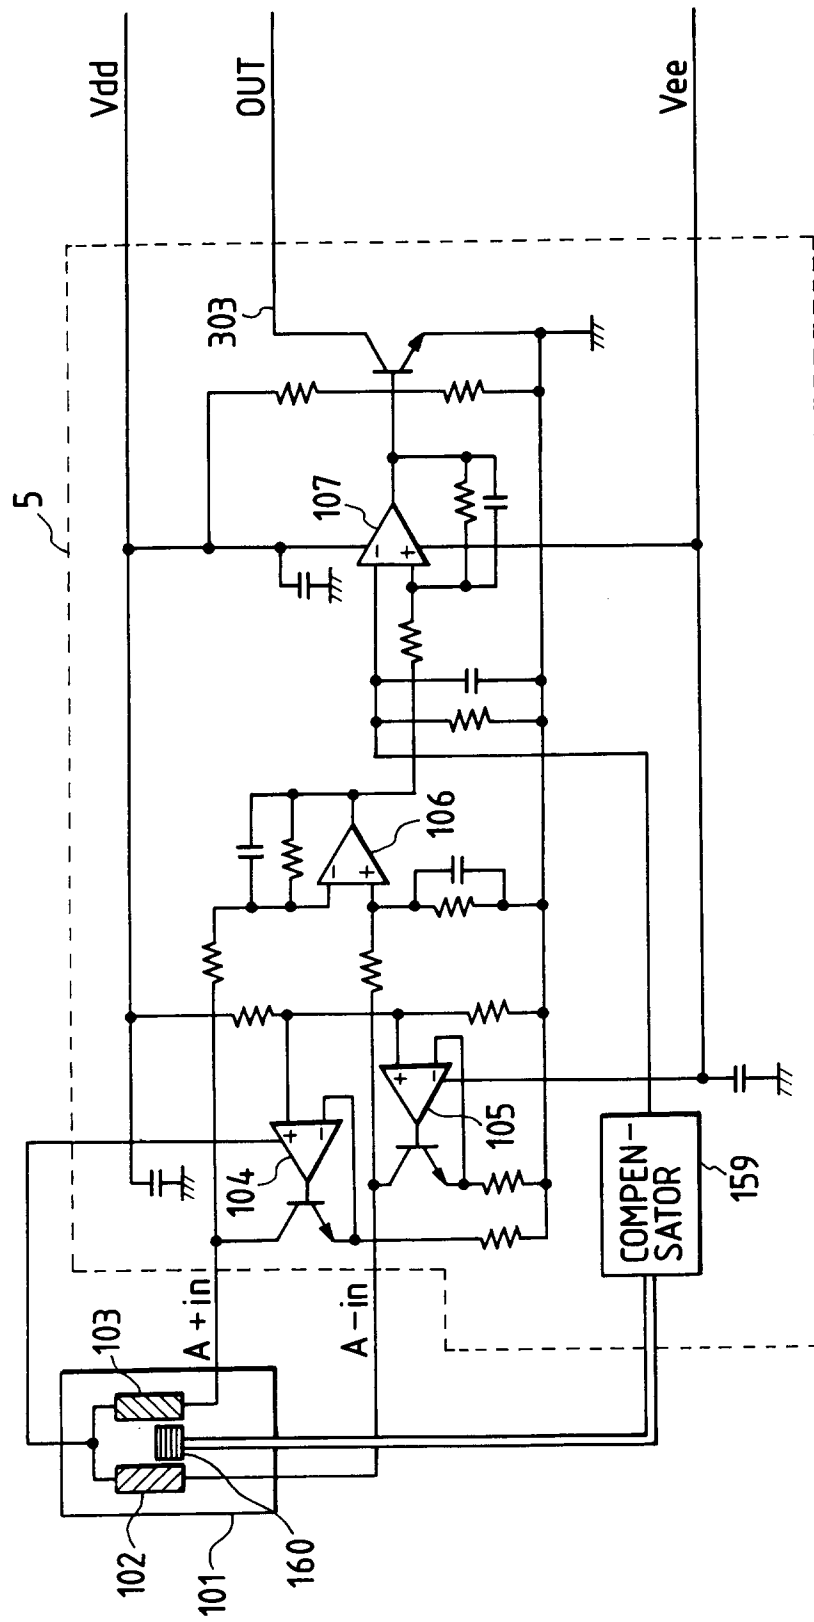 Vdd
OUT
Vee
5
303
107
106
104
105
COMPEN-
SATOR
159
A+in
A-in
103
102
101
160
-
+
-
+
+
-
+
-